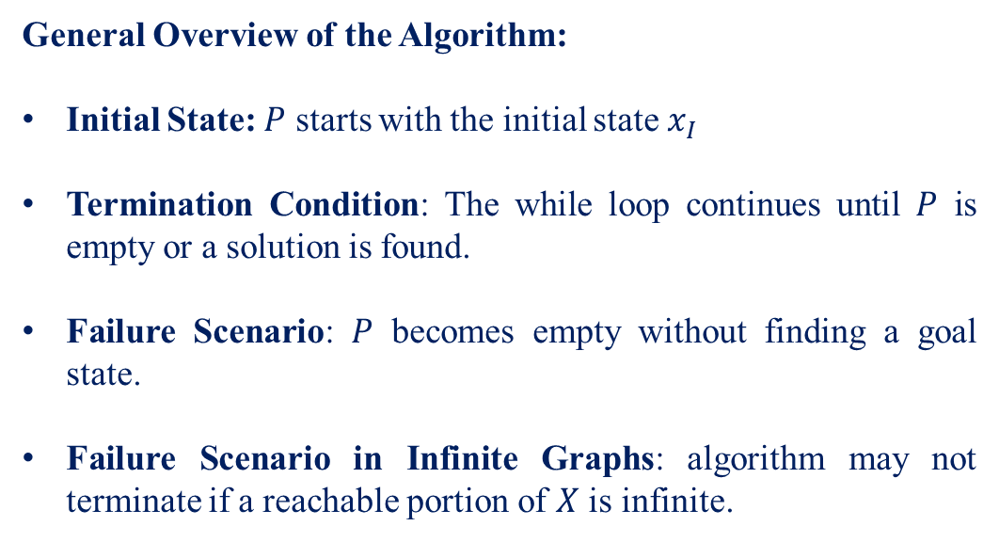 General Overview of the Algorithm:
• Initial State: P starts with the initial state x_I
• Termination Condition: The while loop continues until P is
empty or a solution is found.
• Failure Scenario: P becomes empty without finding a goal
state.
• Failure Scenario in Infinite Graphs: algorithm may not
terminate if a reachable portion of X is infinite.